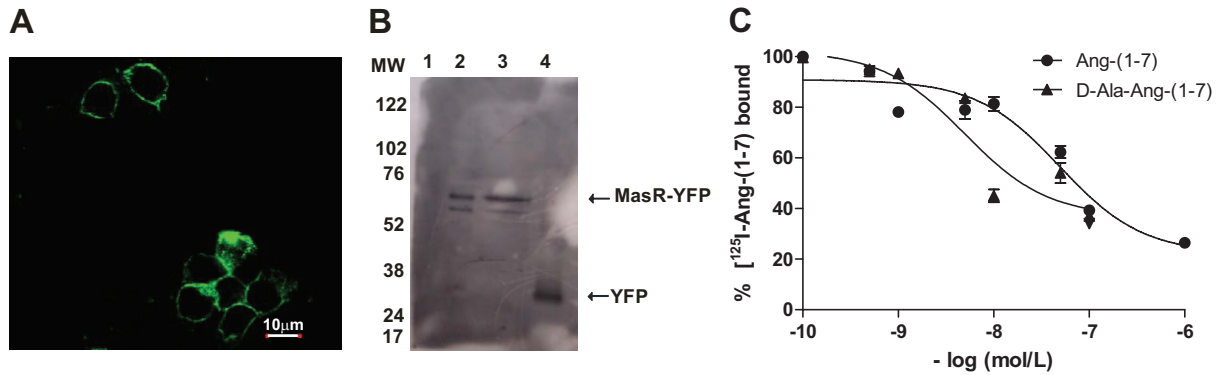 A
10μm
B
MW 1 2 3 4
122
102
76
52
38
24
17
←MasR-YFP
←YFP
C
% [¹²⁵I-Ang-(1-7) bound
100
80
60
40
20
0
-10 -9 -8 -7 -6
- log (mol/L)
Ang-(1-7)
D-Ala-Ang-(1-7)